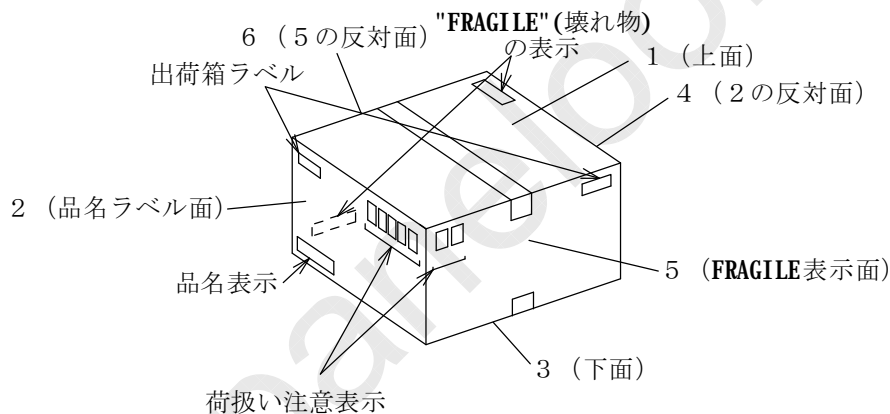 "FRAGILE"(壊れ物)
の表示
6 (5の反対面)
出荷箱ラベル
1 (上面)
4 (2の反対面)
2 (品名ラベル面)
品名表示
5 (FRAGILE表示面)
3 (下面)
荷扱い注意表示